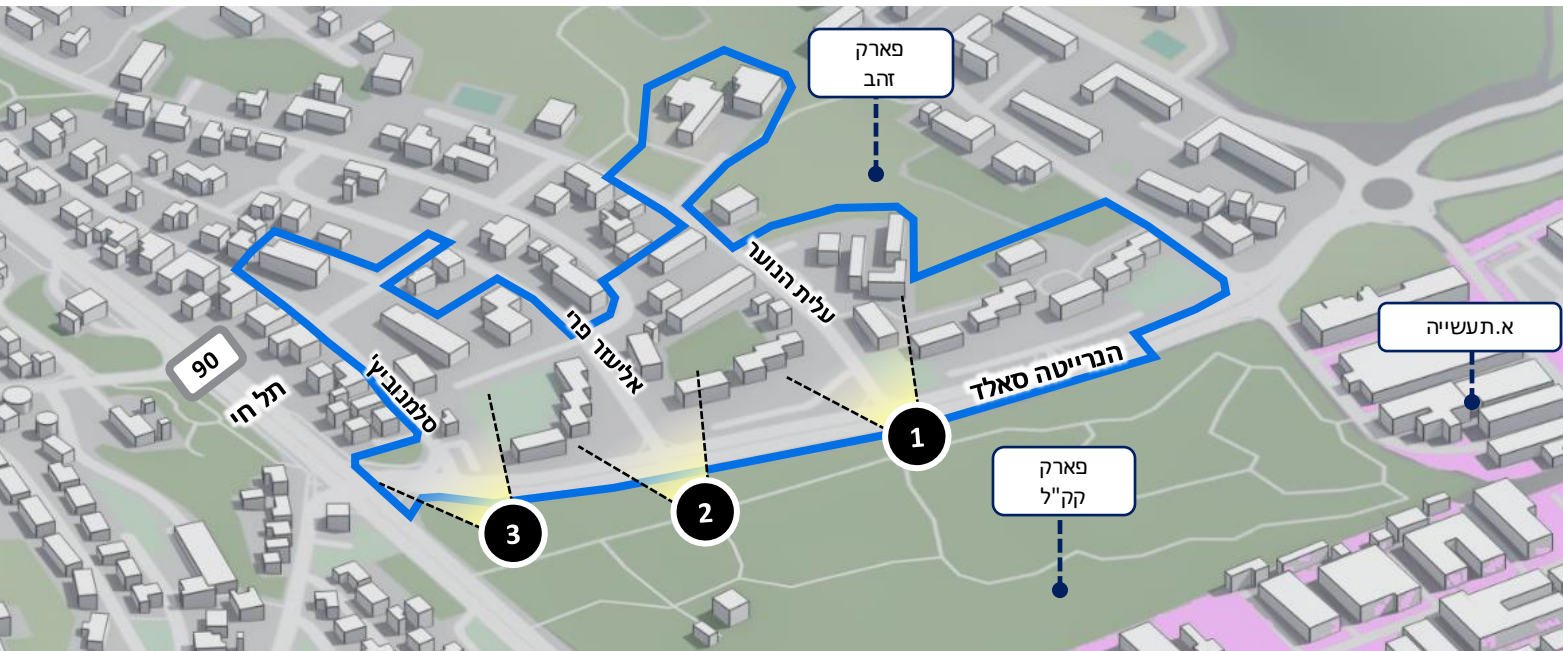 פארק
זהב
עלית הנוער
א.תעשייה
אליעזר פרי
הנרייטה סאלד
90
תל חי
סלמנוביץ'
1
פארק
קק"ל
2
3